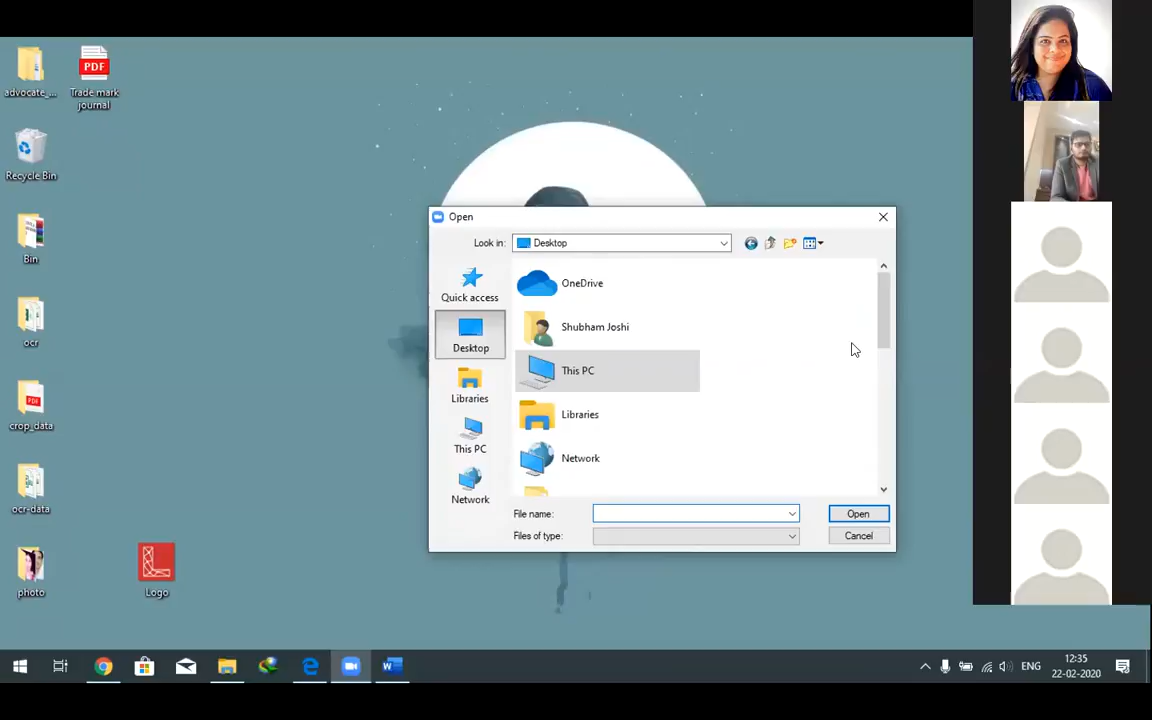 advocate_...
PDF
Trade mark
journal
Recycle Bin
Bin
ocr
crop_data
ocr-data
photo
Logo
Open
Look in:
Desktop
Quick access
Desktop
Libraries
This PC
Network
OneDrive
Shubham Joshi
This PC
Libraries
Network
File name:
Open
Files of type:
Cancel
ENG
12:35
22-02-2020